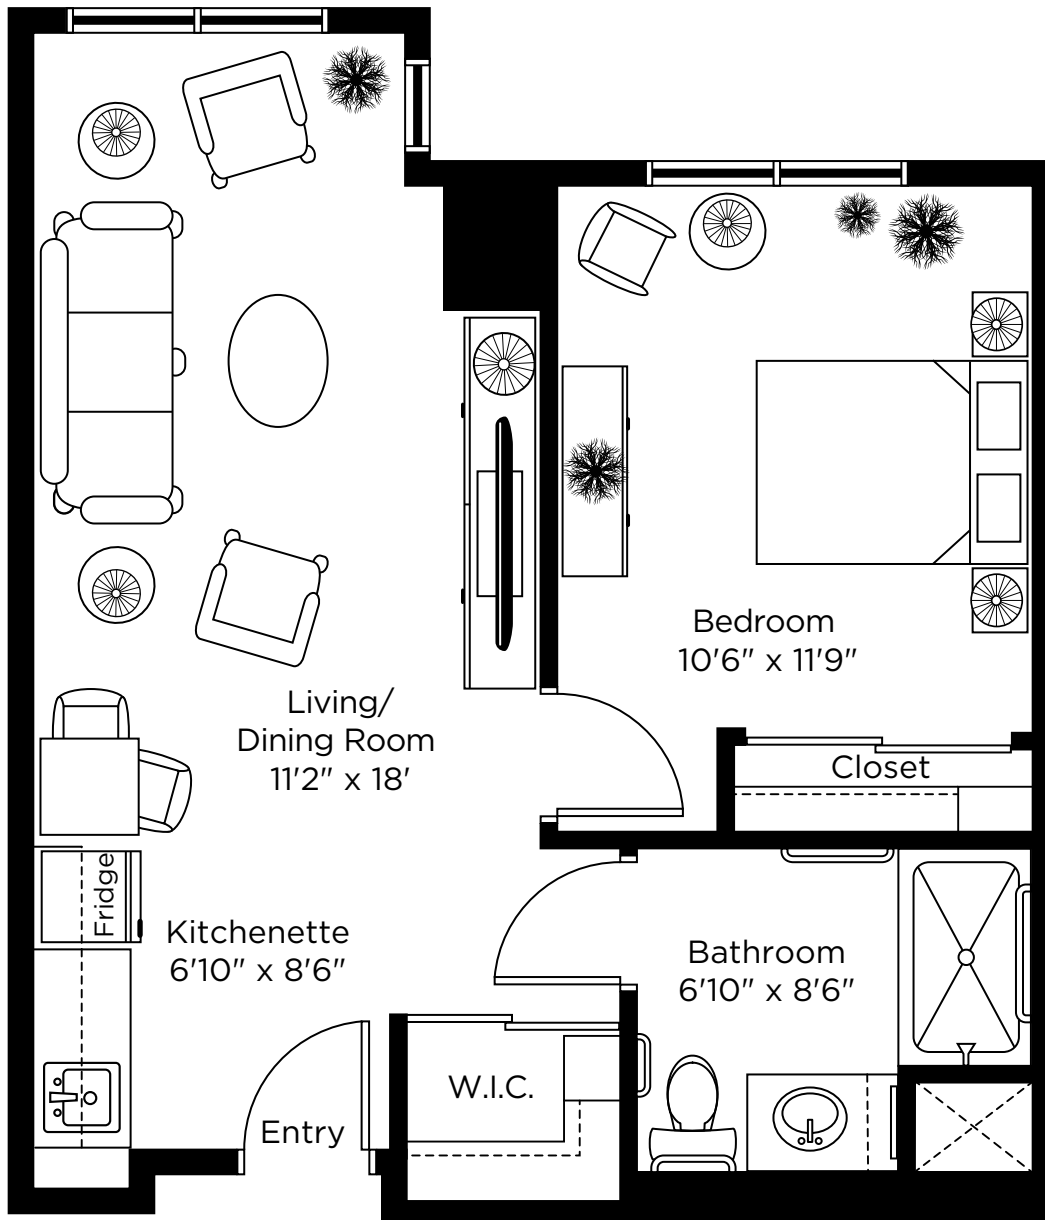 Bedroom
10'6" x 11'9"
Living/
Dining Room
11'2" x 18'
Closet
Fridge
Kitchenette
6'10" x 8'6"
Bathroom
6'10" x 8'6"
W.I.C.
Entry